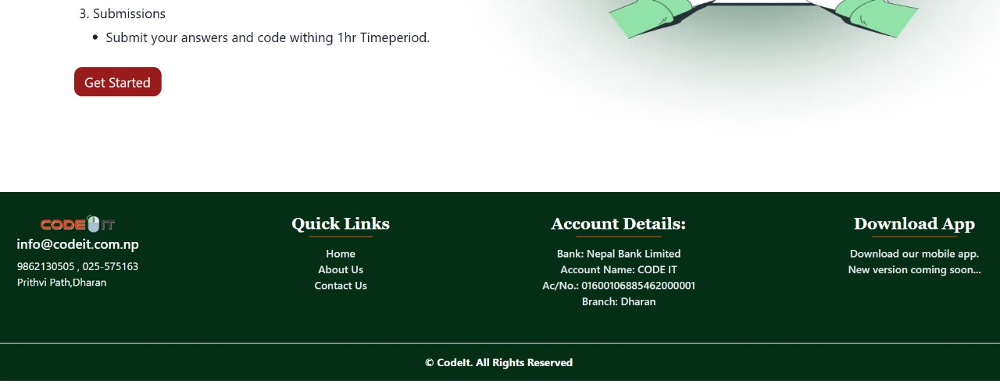 3. Submissions
• Submit your answers and code withing 1hr Timeperiod.
Get Started
CODE IT
info@codeit.com.np
9862130505 , 025-575163
Prithvi Path,Dharan
Quick Links
Home
About Us
Contact Us
Account Details:
Bank: Nepal Bank Limited
Account Name: CODE IT
Ac/No.: 01600106885462000001
Branch: Dharan
Download App
Download our mobile app.
New version coming soon...
© CodeIt. All Rights Reserved